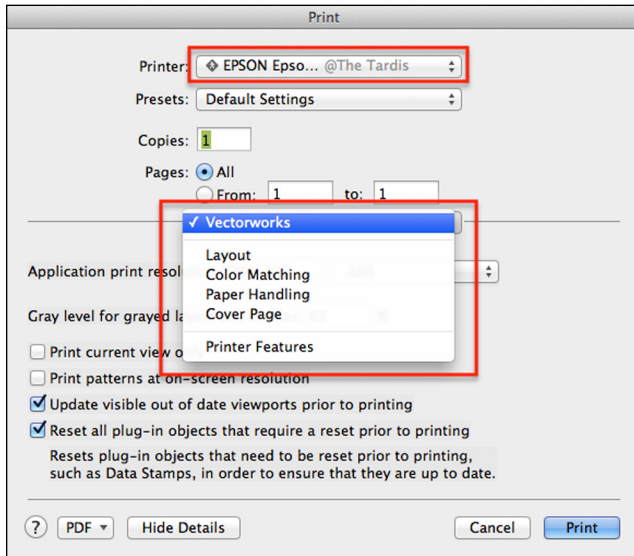 Print
Printer: EPSON Epso... @The Tardis
Presets: Default Settings
Copies: 1
Pages: All
From: 1 to: 1
✓ Vectorworks
Layout
Application print resol
Color Matching
Paper Handling
Gray level for grayed la
Cover Page
Printer Features
Print current view o
Print patterns at on-screen resolution
Update visible out of date viewports prior to printing
Reset all plug-in objects that require a reset prior to printing
Resets plug-in objects that need to be reset prior to printing,
such as Data Stamps, in order to ensure that they are up to date.
? PDF Hide Details Cancel Print